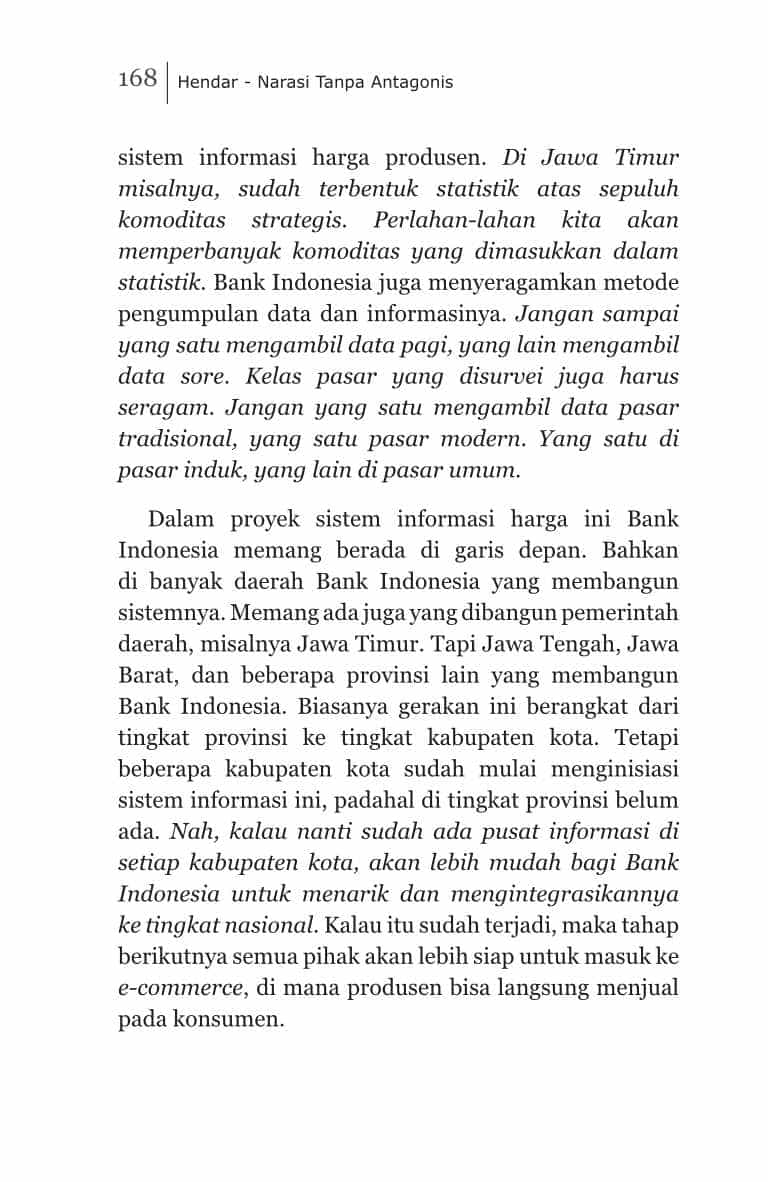 168 Hendar - Narasi Tanpa Antagonis
sistem informasi harga produsen. Di Jawa Timur
misalnya, sudah terbentuk statistik atas sepuluh
komoditas strategis. Perlahan-lahan kita akan
memperbanyak komoditas yang dimasukkan dalam
statistik. Bank Indonesia juga menyeragamkan metode
pengumpulan data dan informasinya. Jangan sampai
yang satu mengambil data pagi, yang lain mengambil
data sore. Kelas pasar yang disurvei juga harus
seragam. Jangan yang satu mengambil data pasar
tradisional, yang satu pasar modern. Yang satu di
pasar induk, yang lain di pasar umum.
Dalam proyek sistem informasi harga ini Bank
Indonesia memang berada di garis depan. Bahkan
di banyak daerah Bank Indonesia yang membangun
sistemnya. Memang ada juga yang dibangun pemerintah
daerah, misalnya Jawa Timur. Tapi Jawa Tengah, Jawa
Barat, dan beberapa provinsi lain yang membangun
Bank Indonesia. Biasanya gerakan ini berangkat dari
tingkat provinsi ke tingkat kabupaten kota. Tetapi
beberapa kabupaten kota sudah mulai menginisiasi
sistem informasi ini, padahal di tingkat provinsi belum
ada. Nah, kalau nanti sudah ada pusat informasi di
setiap kabupaten kota, akan lebih mudah bagi Bank
Indonesia untuk menarik dan mengintegrasikannya
ke tingkat nasional. Kalau itu sudah terjadi, maka tahap
berikutnya semua pihak akan lebih siap untuk masuk ke
e-commerce, di mana produsen bisa langsung menjual
pada konsumen.